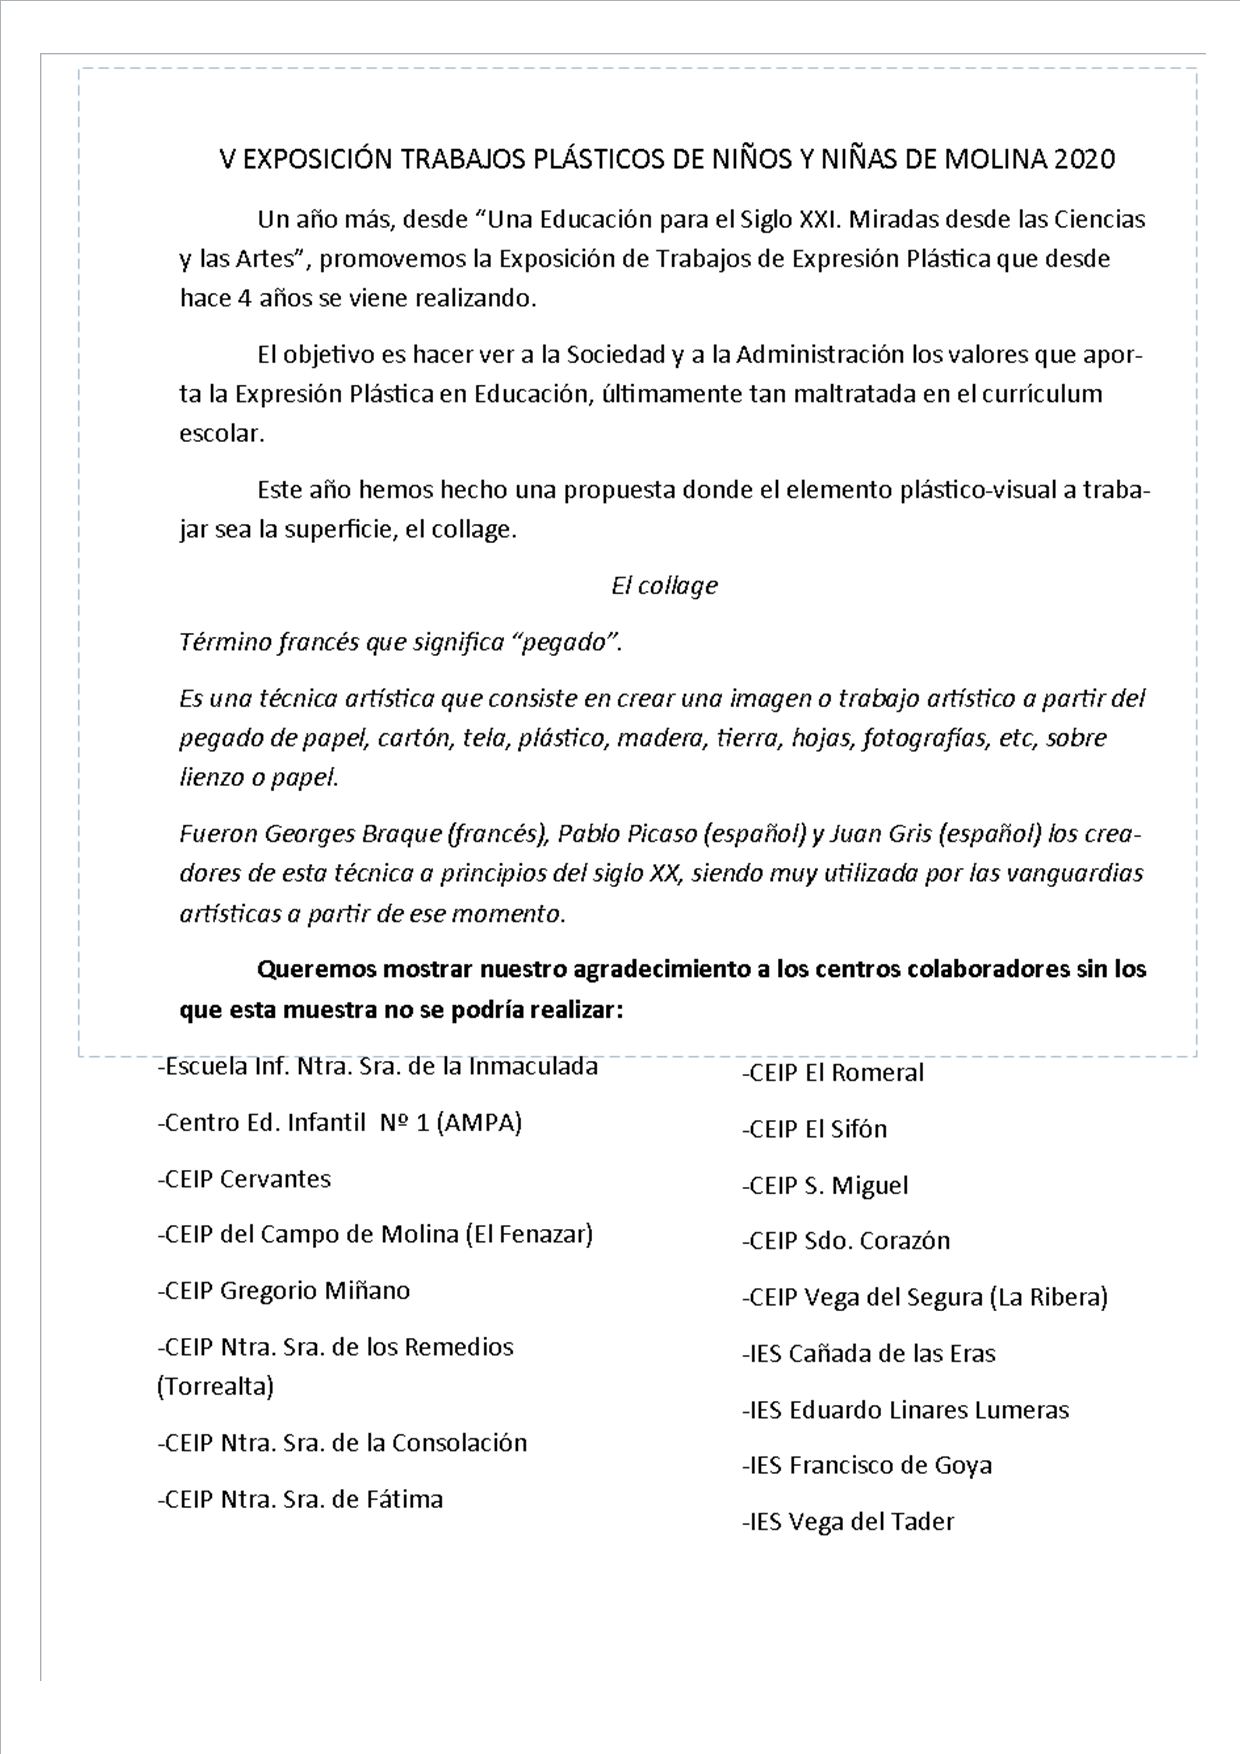 V EXPOSICIÓN TRABAJOS PLÁSTICOS DE NIÑOS Y NIÑAS DE MOLINA 2020
Un año más, desde “Una Educación para el Siglo XXI. Miradas desde las Ciencias
y las Artes”, promovemos la Exposición de Trabajos de Expresión Plástica que desde
hace 4 años se viene realizando.
El objetivo es hacer ver a la Sociedad y a la Administración los valores que apor-
ta la Expresión Plástica en Educación, últimamente tan maltratada en el currículum
escolar.
Este año hemos hecho una propuesta donde el elemento plástico-visual a traba-
jar sea la superficie, el collage.
El collage
Término francés que significa “pegado”.
Es una técnica artística que consiste en crear una imagen o trabajo artístico a partir del
pegado de papel, cartón, tela, plástico, madera, tierra, hojas, fotografías, etc, sobre
lienzo o papel.
Fueron Georges Braque (francés), Pablo Picaso (español) y Juan Gris (español) los crea-
dores de esta técnica a principios del siglo XX, siendo muy utilizada por las vanguardias
artísticas a partir de ese momento.
Queremos mostrar nuestro agradecimiento a los centros colaboradores sin los
que esta muestra no se podría realizar:
-Escuela Inf. Ntra. Sra. de la Inmaculada
-Centro Ed. Infantil  Nº 1 (AMPA)
-CEIP Cervantes
-CEIP del Campo de Molina (El Fenazar)
-CEIP Gregorio Miñano
-CEIP Ntra. Sra. de los Remedios
(Torrealta)
-CEIP Ntra. Sra. de la Consolación
-CEIP Ntra. Sra. de Fátima
-CEIP El Romeral
-CEIP El Sifón
-CEIP S. Miguel
-CEIP Sdo. Corazón
-CEIP Vega del Segura (La Ribera)
-IES Cañada de las Eras
-IES Eduardo Linares Lumeras
-IES Francisco de Goya
-IES Vega del Tader